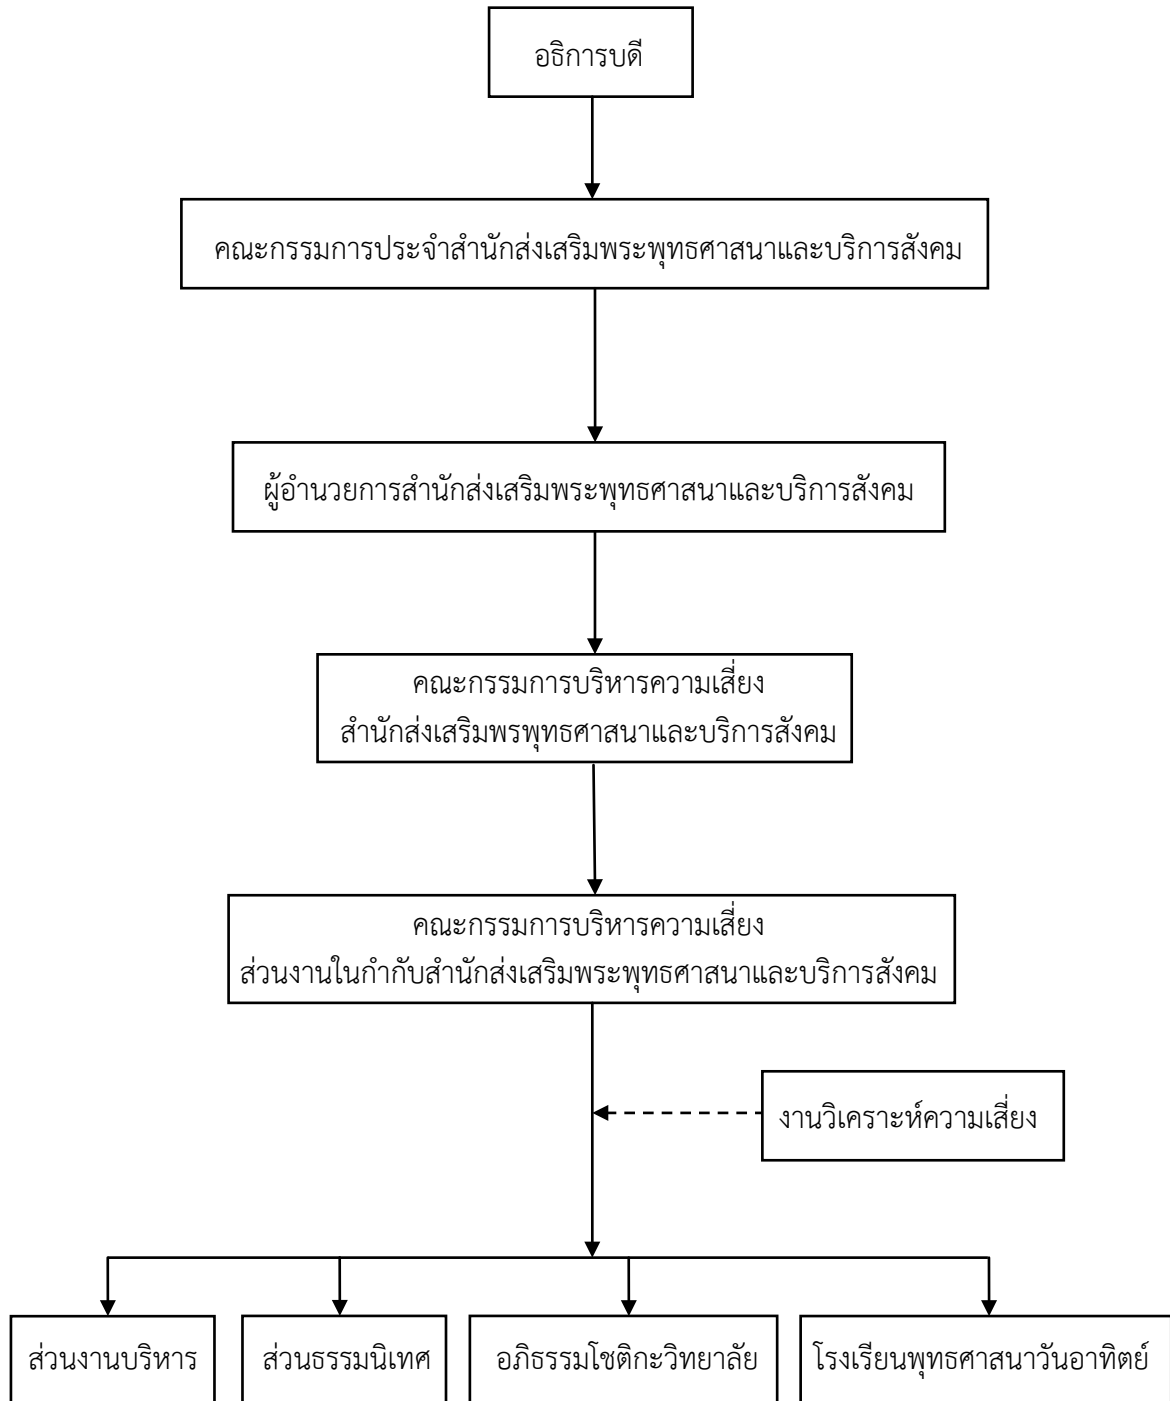 อธิการบดี
คณะกรรมการประจำสำนักส่งเสริมพระพุทธศาสนาและบริการสังคม
ผู้อำนวยการสำนักส่งเสริมพระพุทธศาสนาและบริการสังคม
คณะกรรมการบริหารความเสี่ยง
สำนักส่งเสริมพรพุทธศาสนาและบริการสังคม
คณะกรรมการบริหารความเสี่ยง
ส่วนงานในกำกับสำนักส่งเสริมพระพุทธศาสนาและบริการสังคม
งานวิเคราะห์ความเสี่ยง
ส่วนงานบริหาร
ส่วนธรรมนิเทศ
อภิธรรมโชติกะวิทยาลัย
โรงเรียนพุทธศาสนาวันอาทิตย์